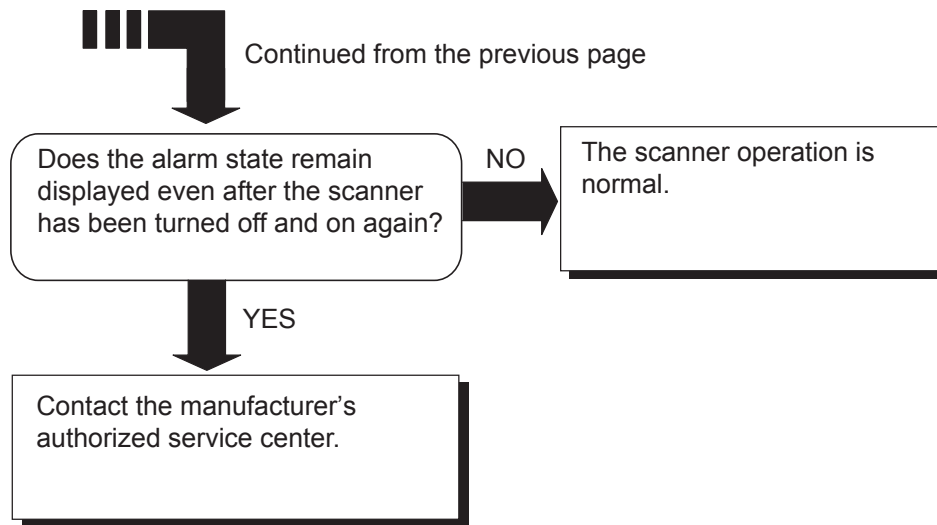 Continued from the previous page
Does the alarm state remain
displayed even after the scanner
has been turned off and on again?
NO
The scanner operation is
normal.
YES
Contact the manufacturer’s
authorized service center.